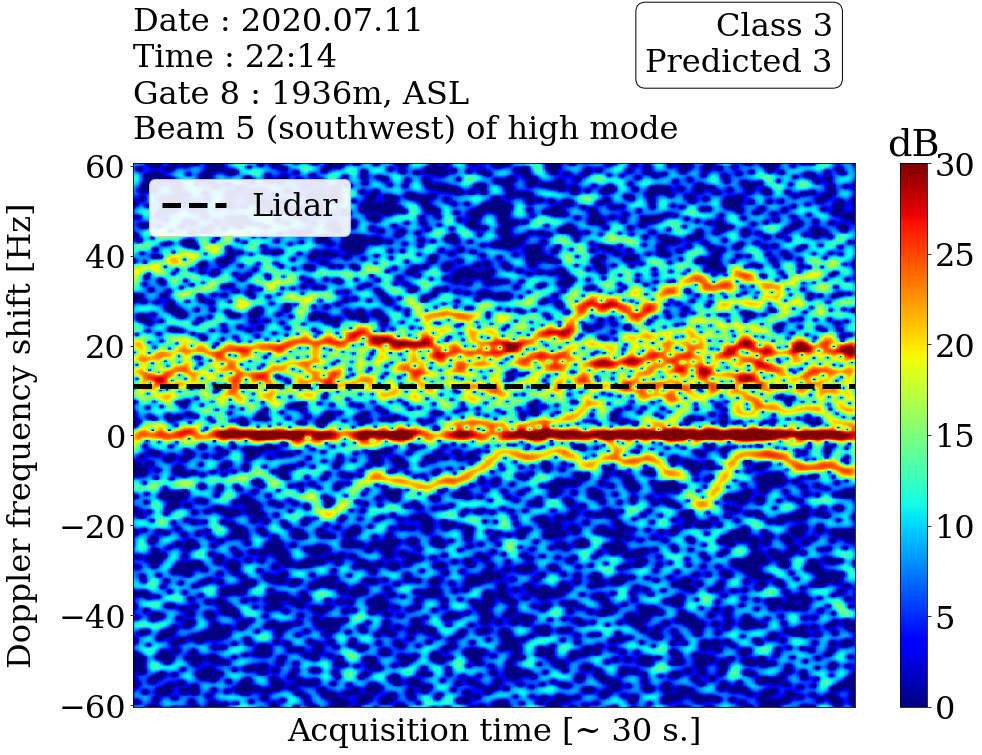 Date : 2020.07.11
Time : 22:14
Gate 8 : 1936m, ASL
Beam 5 (southwest) of high mode
Class 3
Predicted 3
dB
60
40
20
0
−20
−40
−60
Doppler frequency shift [Hz]
Lidar
30
25
20
15
10
5
0
Acquisition time [~ 30 s.]